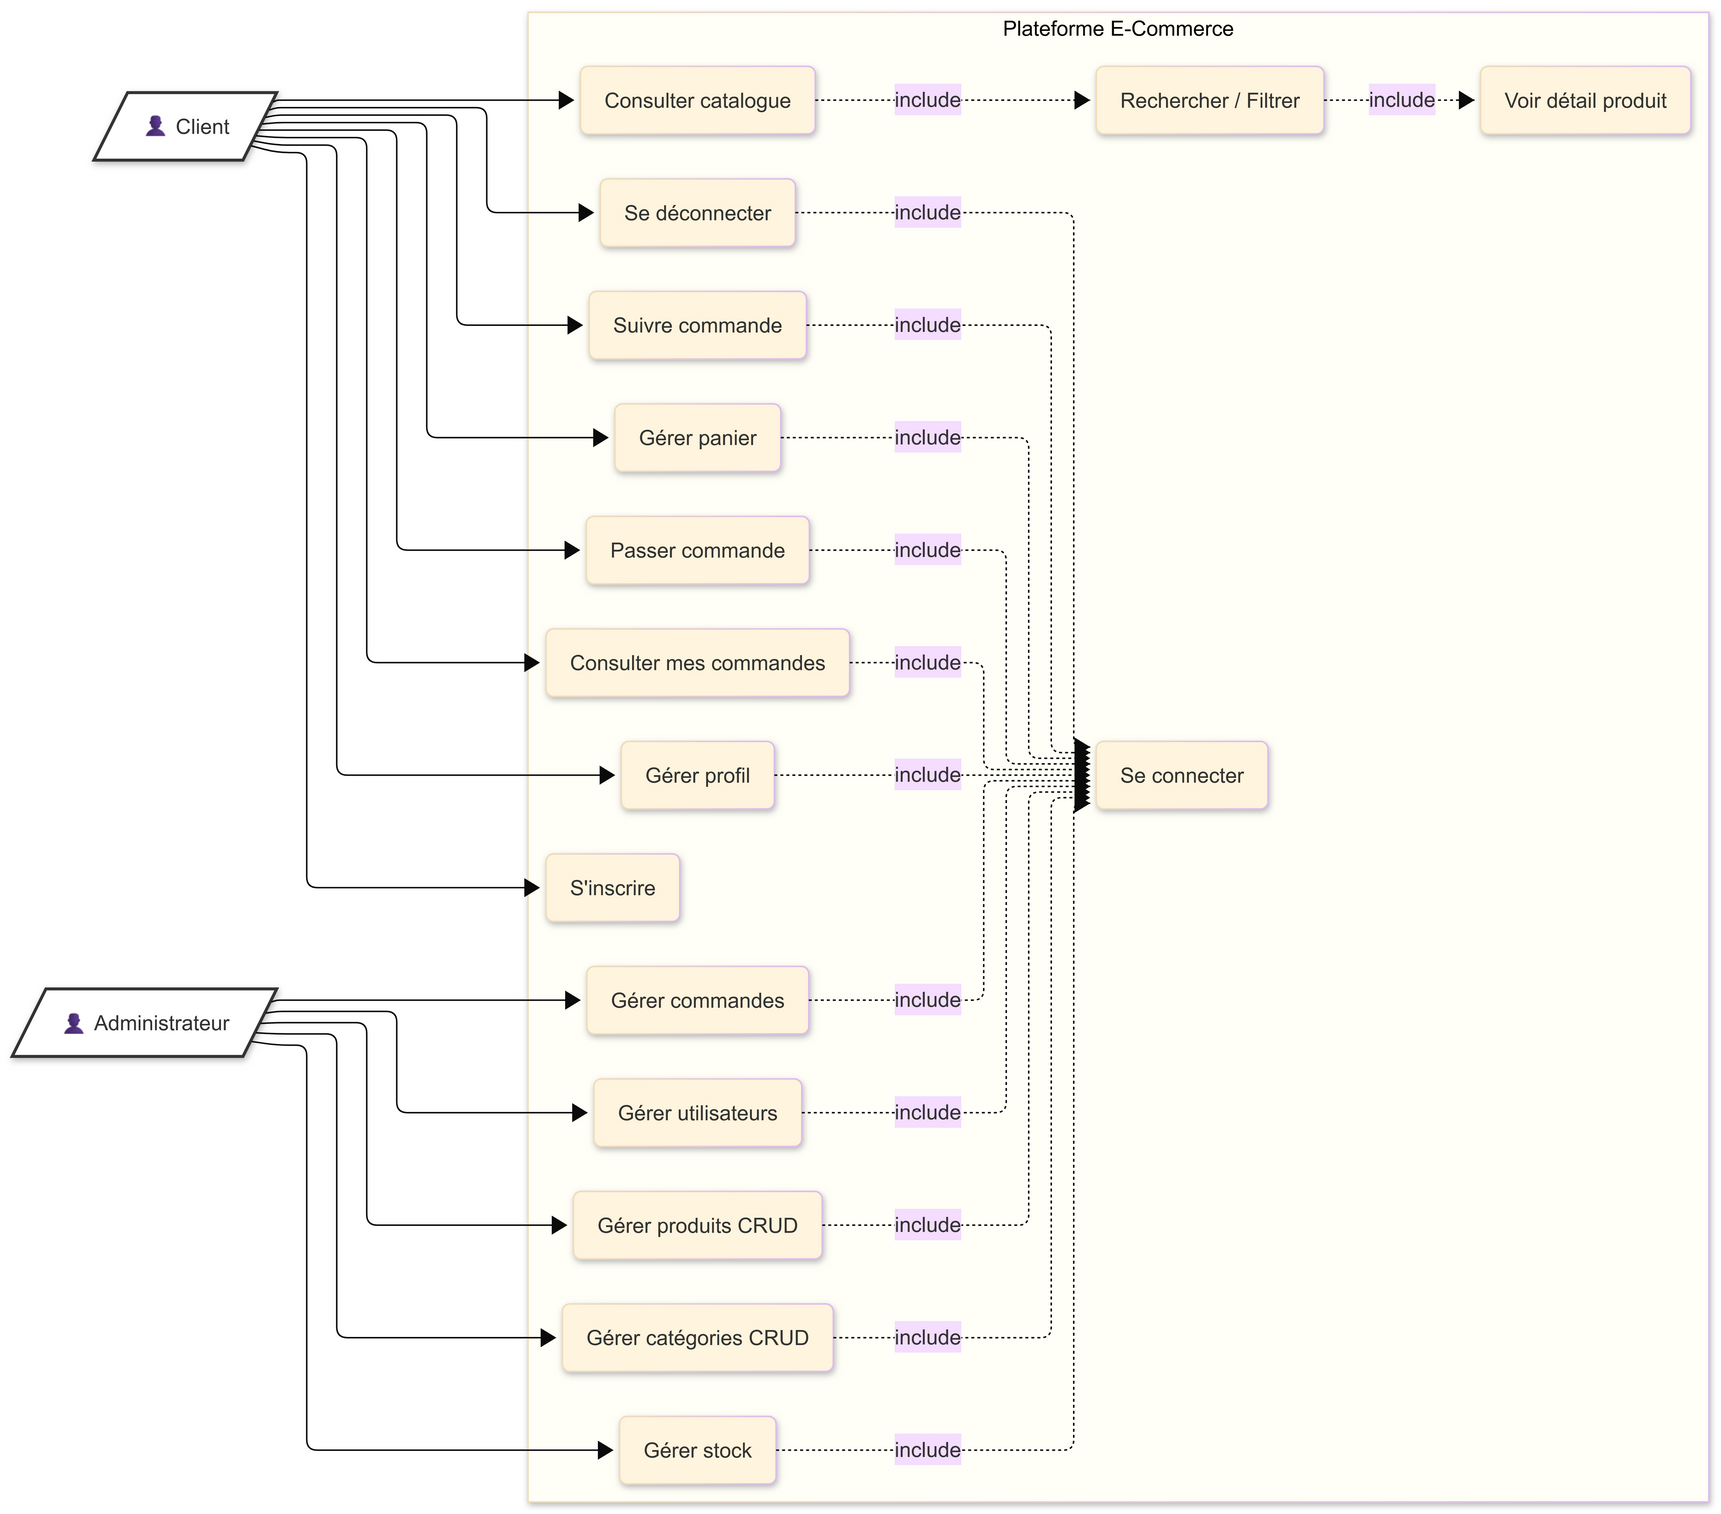 Plateforme E-Commerce
Client
Consulter catalogue
include
Rechercher / Filtrer
include
Voir détail produit
Se déconnecter
include
Suivre commande
include
Gérer panier
include
Passer commande
include
Consulter mes commandes
include
Gérer profil
include
Se connecter
S'inscrire
Administrateur
Gérer commandes
include
Gérer utilisateurs
include
Gérer produits CRUD
include
Gérer catégories CRUD
include
Gérer stock
include